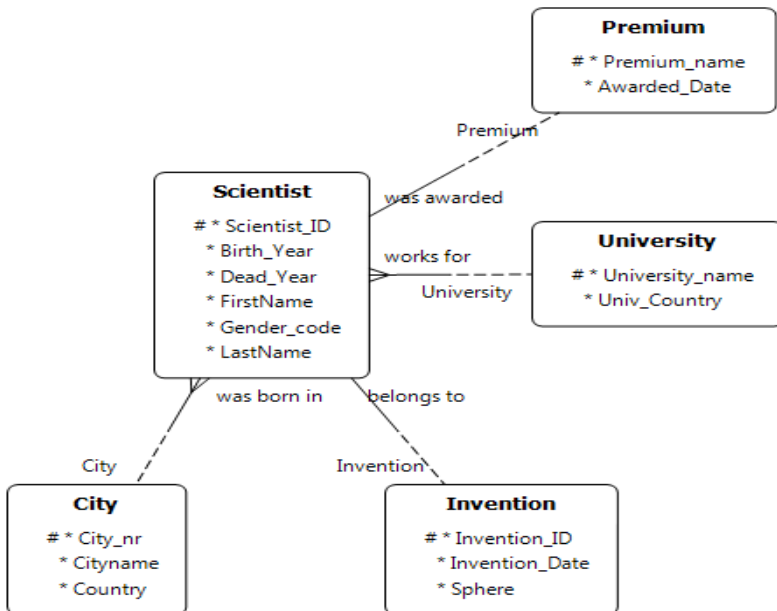 Premium
# * Premium_name
* Awarded_Date
Premium
was awarded
Scientist
# * Scientist_ID
* Birth_Year
* Dead_Year
* FirstName
* Gender_code
* LastName
works for
University
University
# * University_name
* Univ_Country
was born in
belongs to
City
Invention
City
# * City_nr
* Cityname
* Country
Invention
# * Invention_ID
* Invention_Date
* Sphere